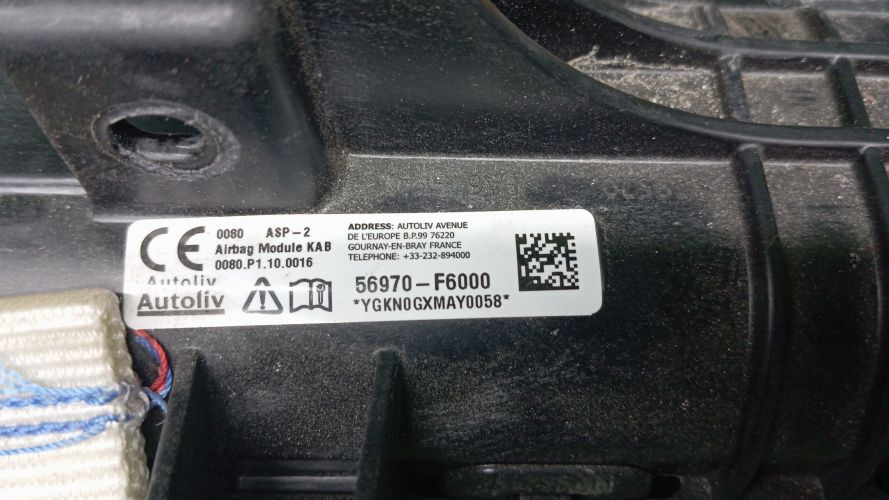 CE 0080 ASP-2
Airbag Module KAB
0080.P1.10.0016
Autoliv
Autoliv
ADDRESS: AUTOLIV AVENUE
DE L'EUROPE B.P.99 76220
GOURNAY-EN-BRAY FRANCE
TELEPHONE: +33-232-894000
56970-F6000
*YGKN0GXMAY0058*